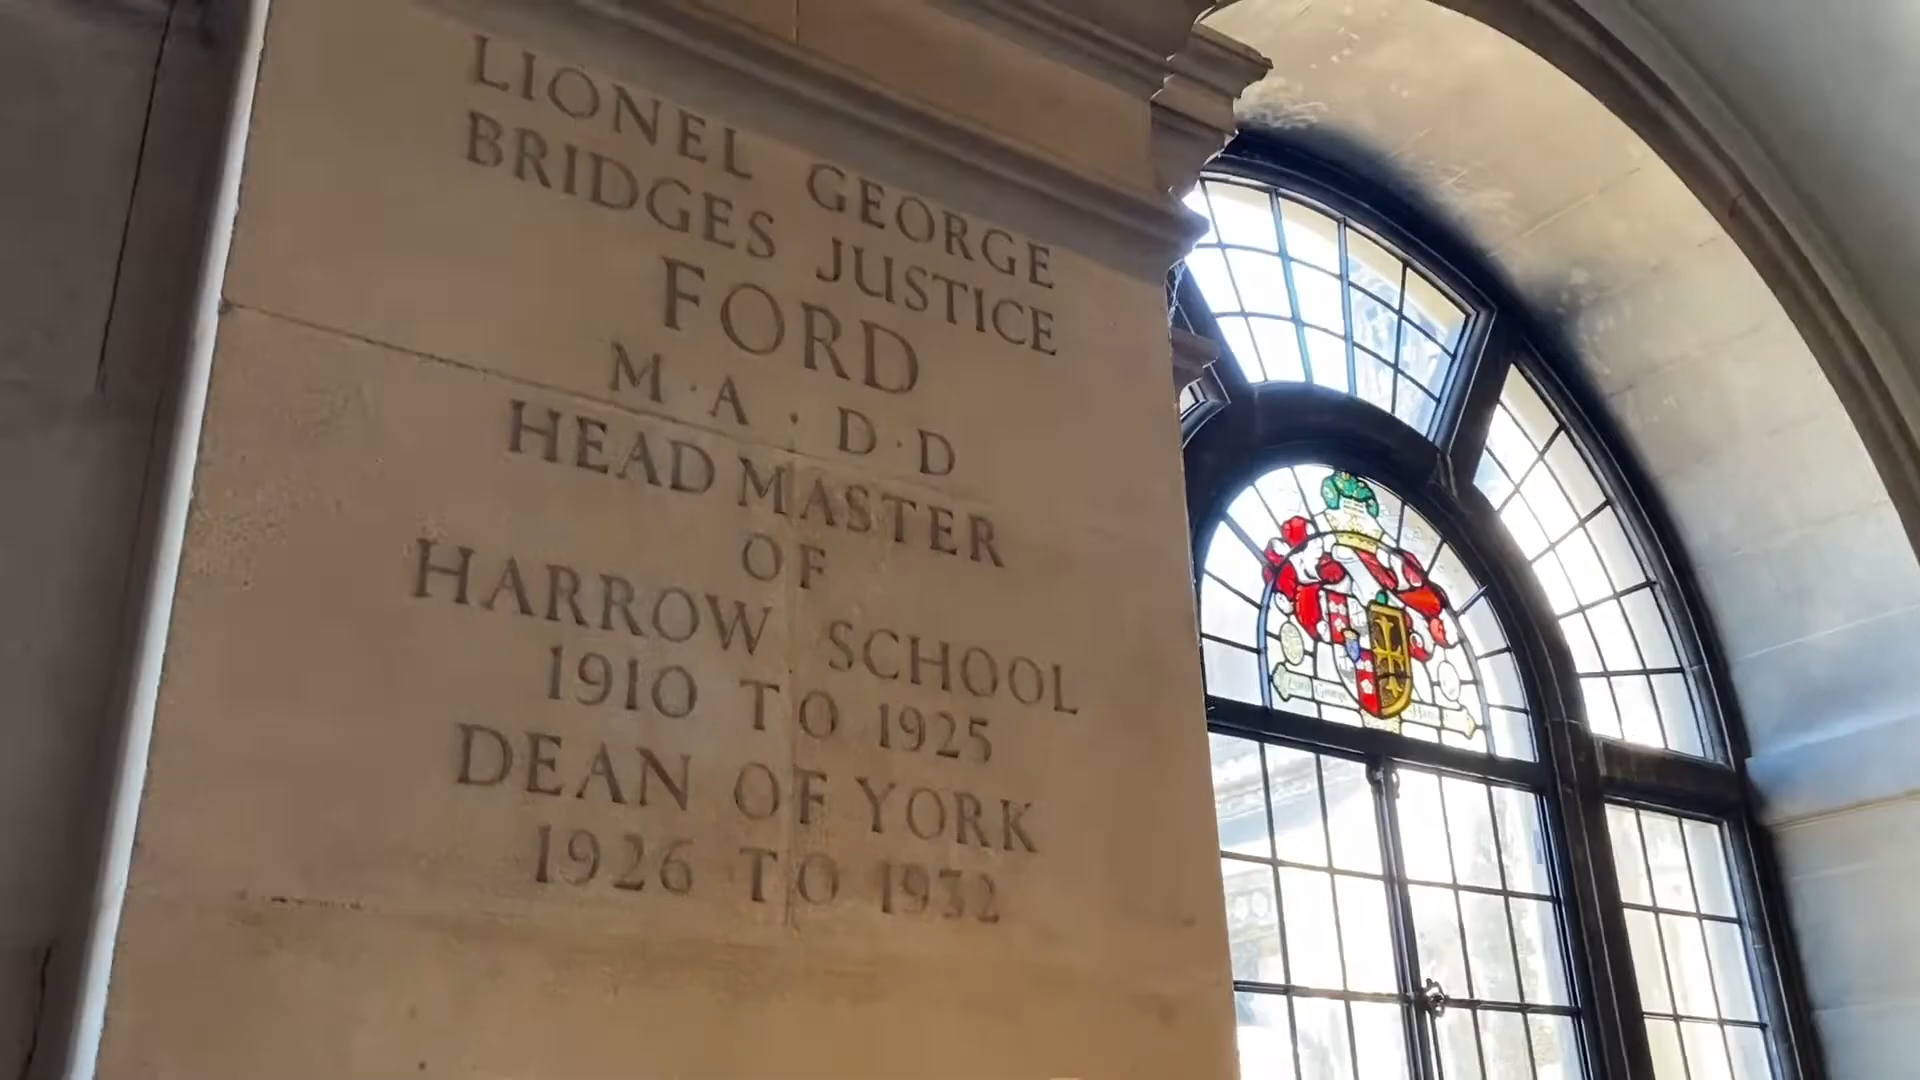 LIONEL GEORGE
BRIDGES JUSTICE
FORD
M·A·D·D
HEAD MASTER
OF
HARROW SCHOOL
1910 TO 1925
DEAN OF YORK
1926 TO 1932
George